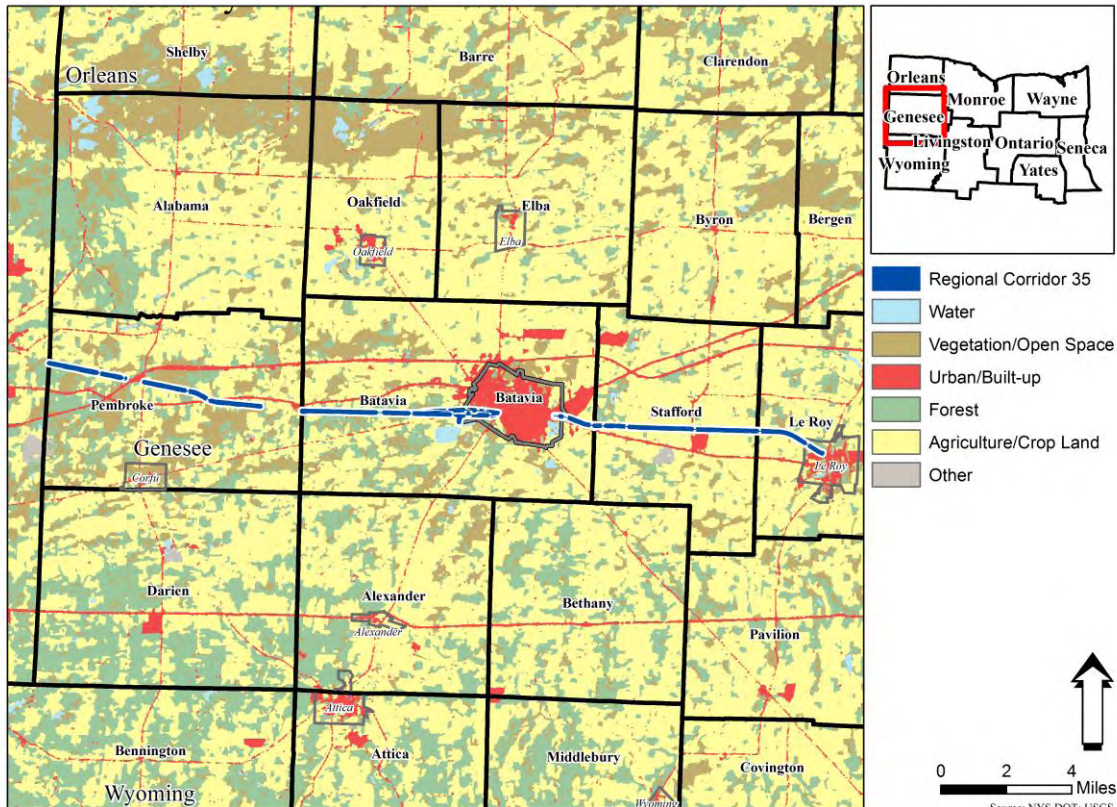 Shelby
Barre
Clarendon
Orleans
Alabama
Oakfield
Elba
Byron
Bergen
Oakfield
Elba
Pembroke
Batavia
Batavia
Stafford
Le Roy
Genesee
Le Roy
Corfu
Darien
Alexander
Bethany
Alexander
Pavilion
Attica
Bennington
Attica
Middlebury
Covington
Wyoming
Wyoming
Orleans
Monroe
Wayne
Genesee
Livingston
Ontario
Seneca
Wyoming
Yates
Regional Corridor 35
Water
Vegetation/Open Space
Urban/Built-up
Forest
Agriculture/Crop Land
Other
0 2 4
Miles